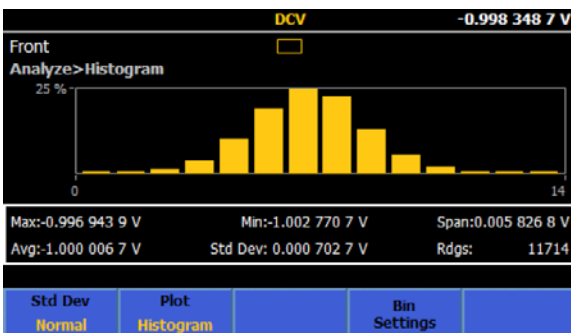 DCV -0.998 348 7 V
Front
Analyze>Histogram
25 %
0 14
Max:-0.996 943 9 V Min:-1.002 770 7 V Span:0.005 826 8 V
Avg:-1.000 006 7 V Std Dev: 0.000 702 7 V Rdgs: 11714
Std Dev Plot Bin
Normal Histogram Settings